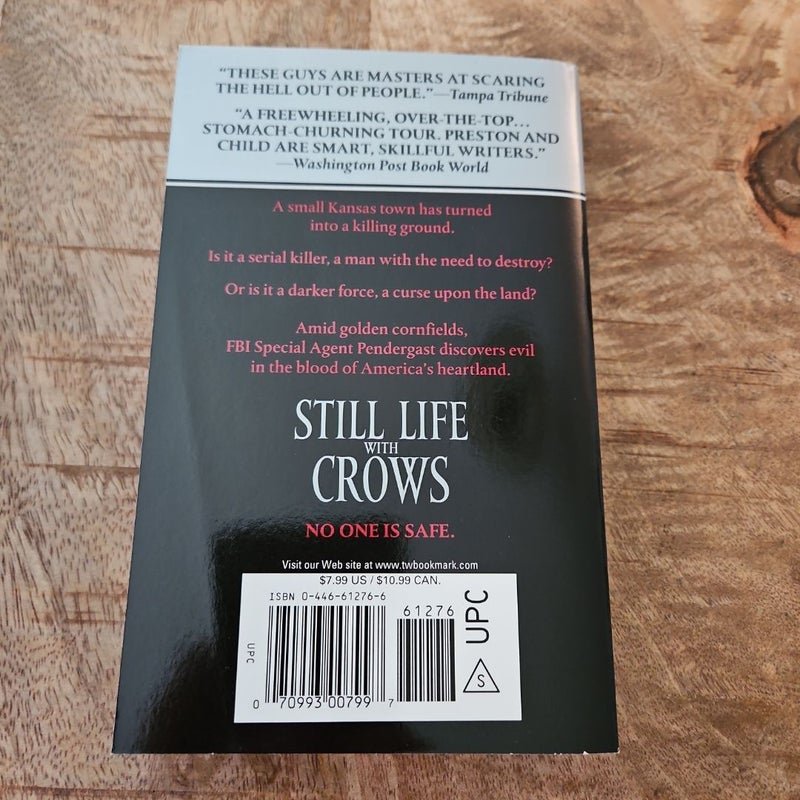 “THESE GUYS ARE MASTERS AT SCARING
THE HELL OUT OF PEOPLE.”—Tampa Tribune
“A FREEWHEELING, OVER-THE-TOP...
STOMACH-CHURNING TOUR. PRESTON AND
CHILD ARE SMART, SKILLFUL WRITERS.”
—Washington Post Book World
A small Kansas town has turned
into a killing ground.
Is it a serial killer, a man with the need to destroy?
Or is it a darker force, a curse upon the land?
Amid golden cornfields,
FBI Special Agent Pendergast discovers evil
in the blood of America’s heartland.
STILL LIFE
WITH
CROWS
NO ONE IS SAFE.
Visit our Web site at www.twbookmark.com
$7.99 US / $10.99 CAN.
ISBN 0-446-61276-6
61276
UPC
UPC
S
0 70993 00799 7